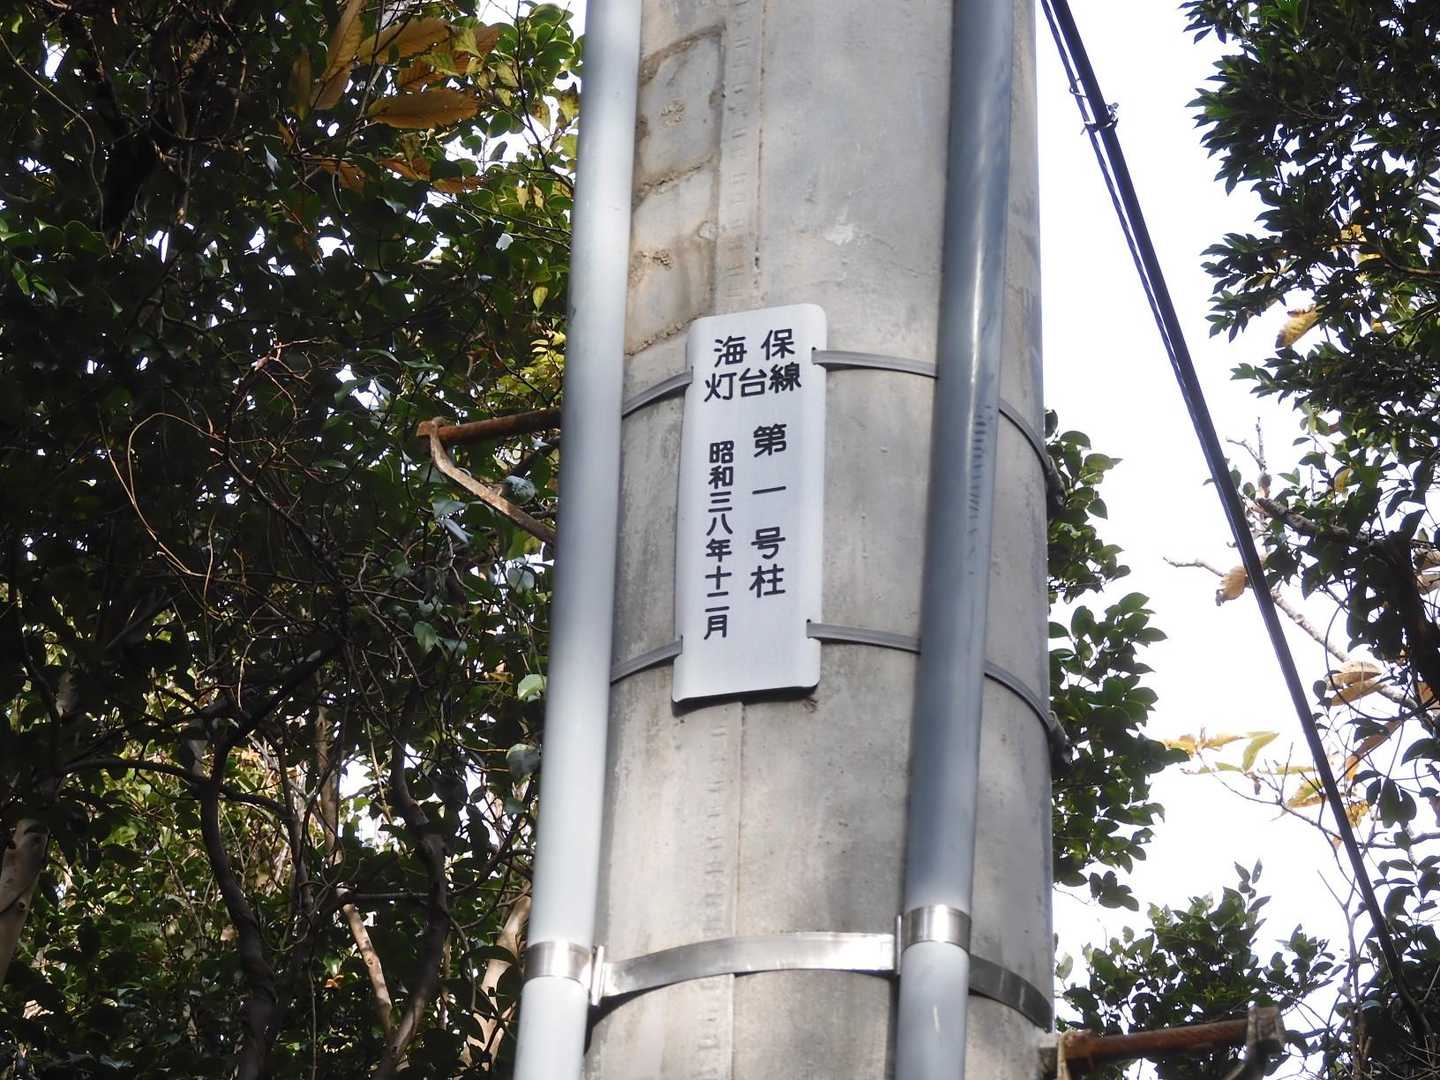 海保
灯台線
第一号柱
昭和三八年十二月